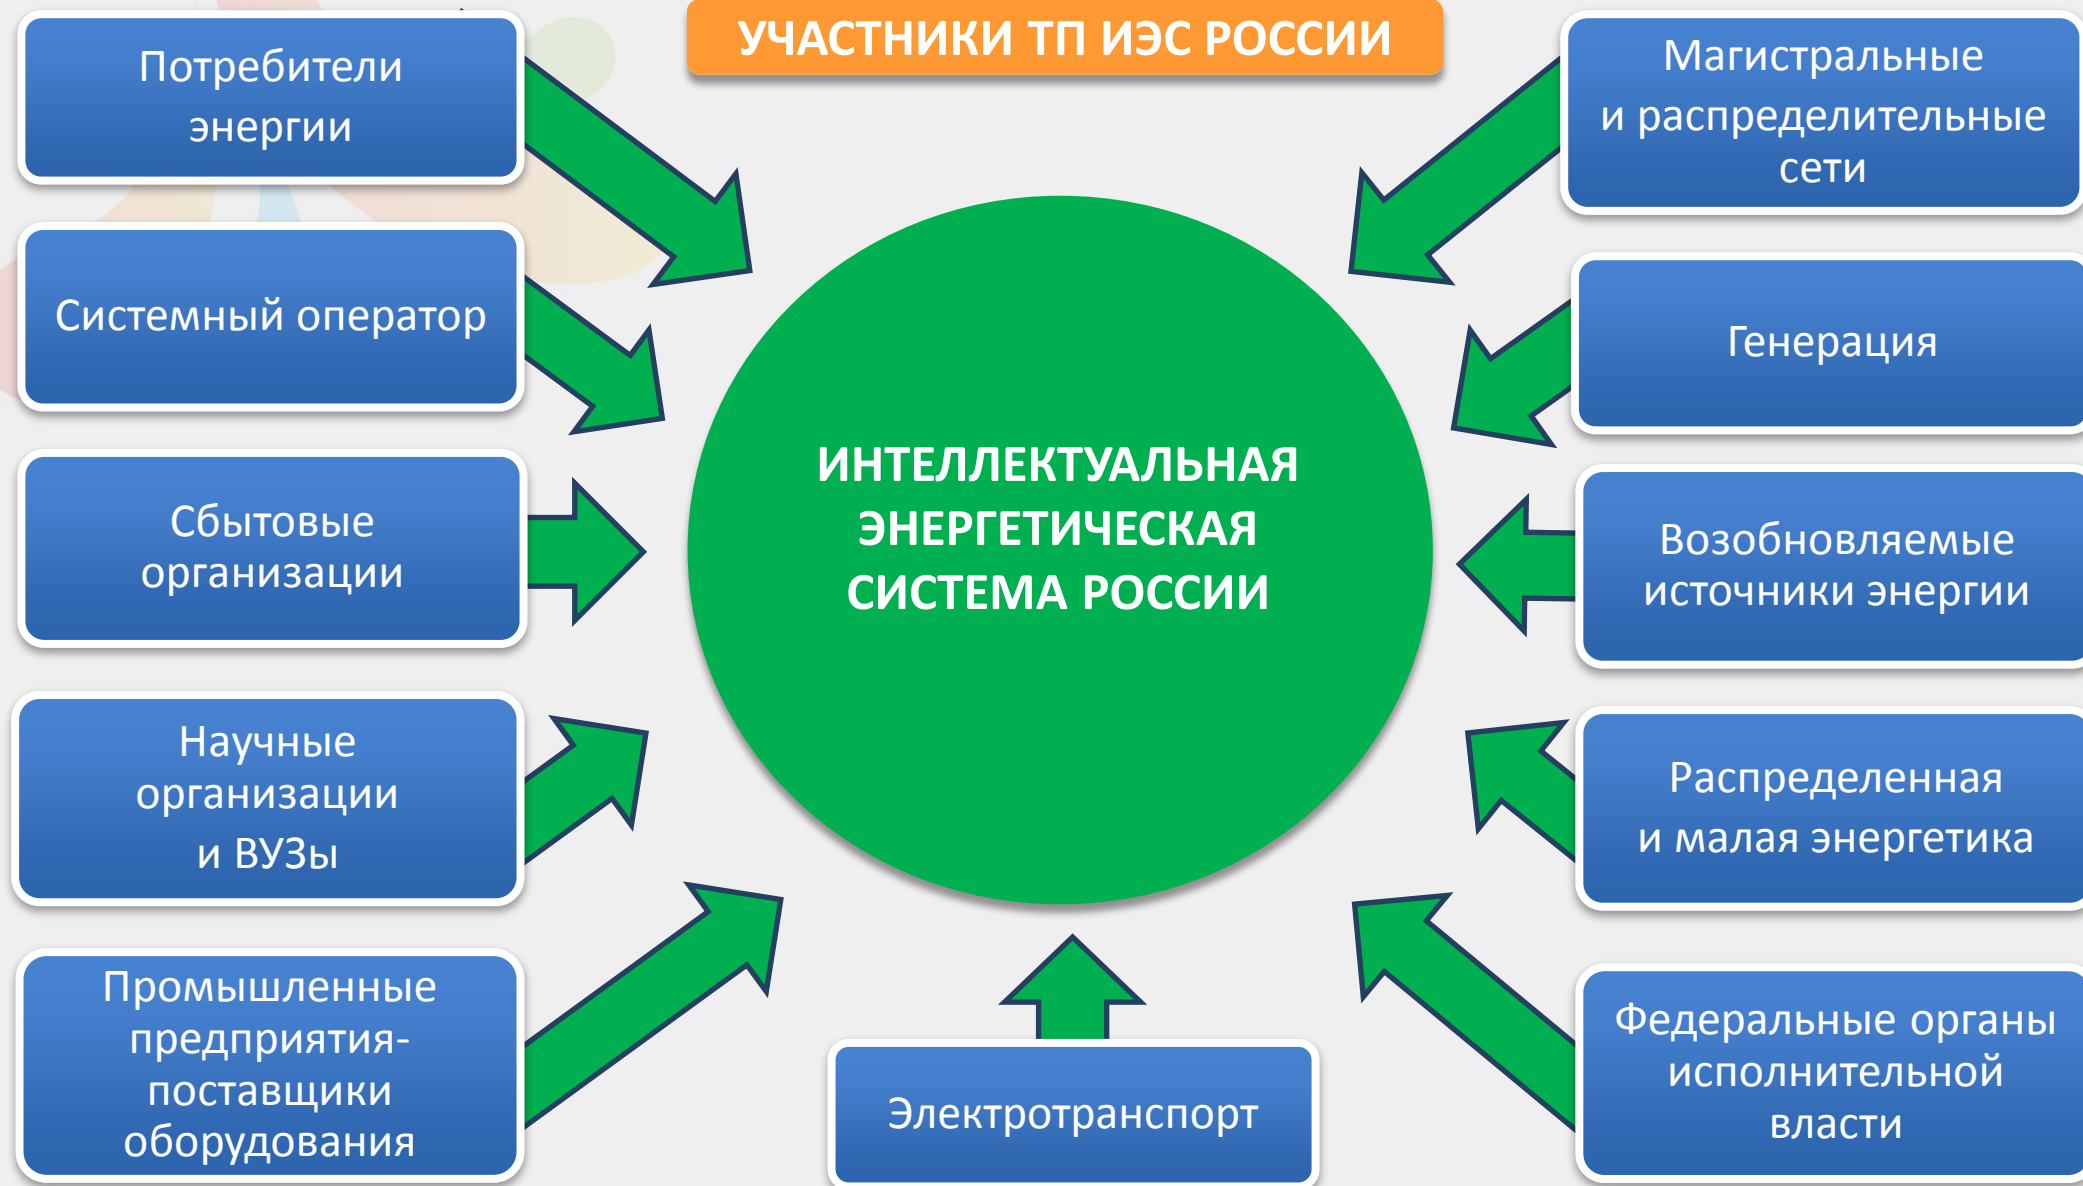 УЧАСТНИКИ ТП ИЭС РОССИИ
Потребители
энергии
Системный оператор
Сбытовые
организации
Научные
организации
и ВУЗы
Промышленные
предприятия-
поставщики
оборудования
ИНТЕЛЛЕКТУАЛЬНАЯ
ЭНЕРГЕТИЧЕСКАЯ
СИСТЕМА РОССИИ
Электротранспорт
Магистральные
и распределительные
сети
Генерация
Возобновляемые
источники энергии
Распределенная
и малая энергетика
Федеральные органы
исполнительной
власти